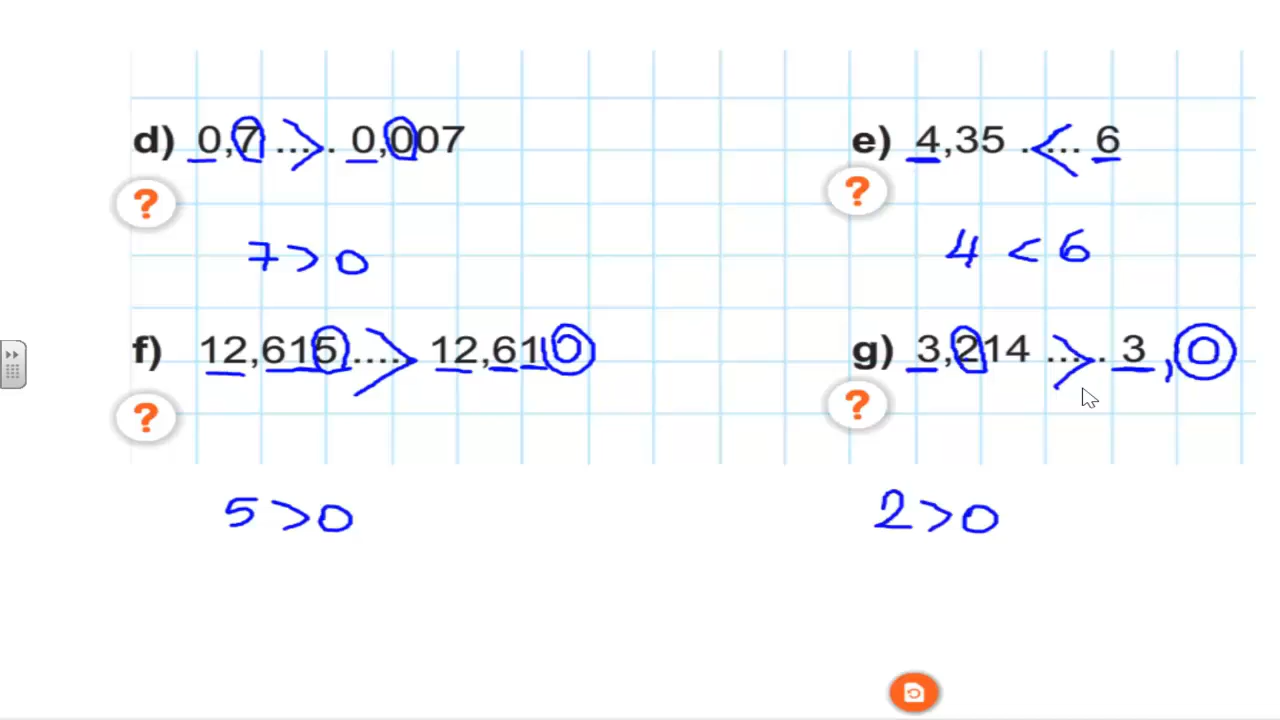 d) 0,7 ..>.. 0,007
e) 4,35 .<... 6
?
?
7 > 0
4 < 6
f) 12,615 ....> 12,610
g) 3,214 ..>.. 3,0
?
?
5 > 0
2 > 0